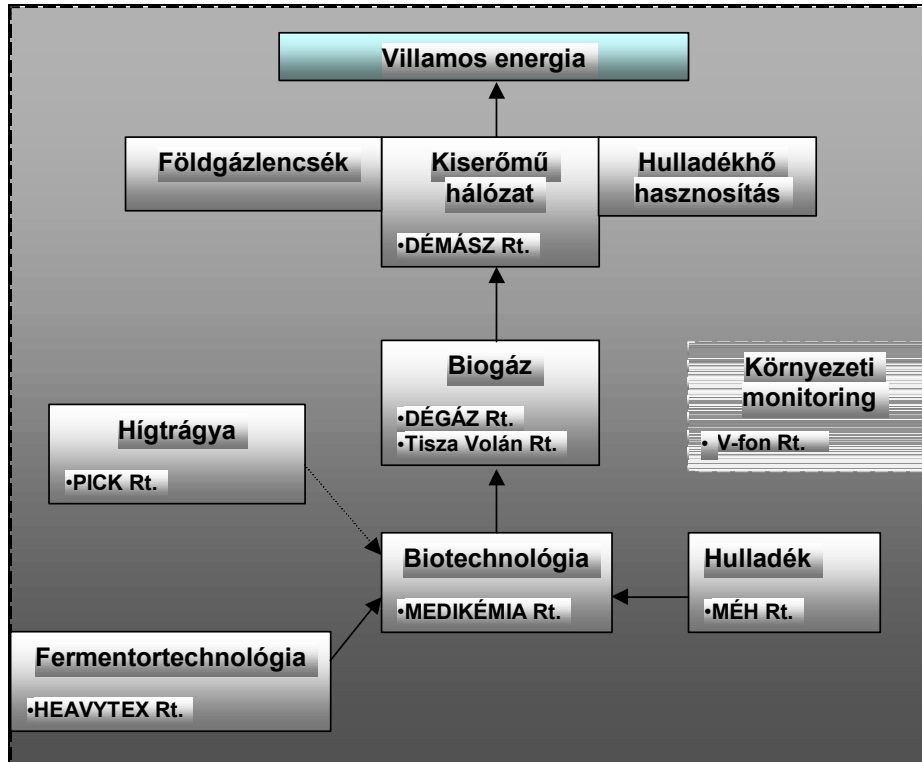 Villamos energia
Földgázlencsék
Kiserőmű
hálózat
•DÉMÁSZ Rt.
Hulladékhő
hasznosítás
Biogáz
•DÉGÁZ Rt.
•Tisza Volán Rt.
Környezeti
monitoring
• V-fon Rt.
Hígtrágya
•PICK Rt.
Biotechnológia
•MEDIKÉMIA Rt.
Hulladék
•MÉH Rt.
Fermentortechnológia
•HEAVYTEX Rt.